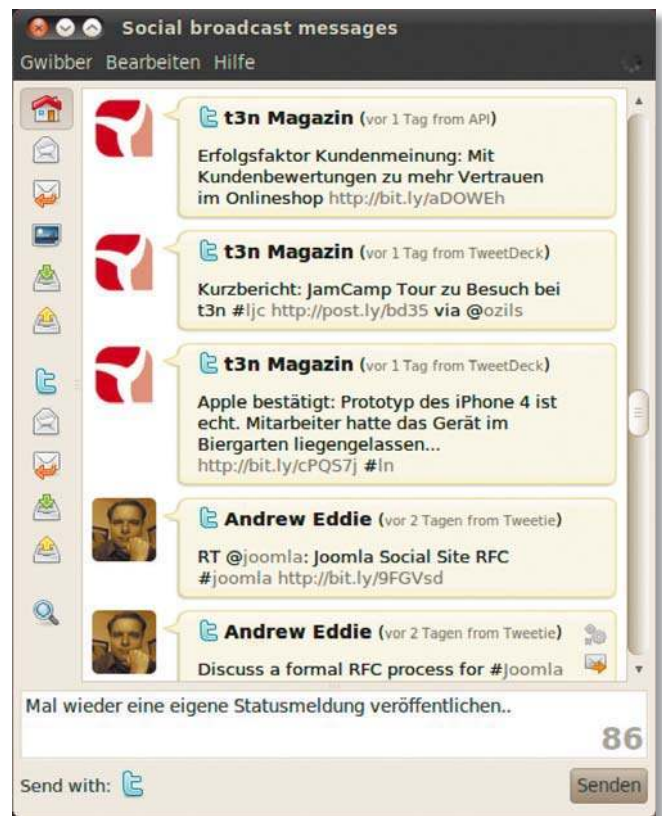 Social broadcast messages
Gwibber Bearbeiten Hilfe
t3n Magazin (vor 1 Tag from API)
Erfolgsfaktor Kundenmeinung: Mit
Kundenbewertungen zu mehr Vertrauen
im Onlineshop http://bit.ly/aDOWEh
t3n Magazin (vor 1 Tag from TweetDeck)
Kurzbericht: JamCamp Tour zu Besuch bei
t3n #ljc http://post.ly/bd35 via @ozils
t3n Magazin (vor 1 Tag from TweetDeck)
Apple bestätigt: Prototyp des iPhone 4 ist
echt. Mitarbeiter hatte das Gerät im
Biergarten liegengelassen...
http://bit.ly/cPQS7j #ln
Andrew Eddie (vor 2 Tagen from Tweetie)
RT @joomla: Joomla Social Site RFC
#joomla http://bit.ly/9FGVsd
Andrew Eddie (vor 2 Tagen from Tweetie)
Discuss a formal RFC process for #Joomla
Mal wieder eine eigene Statusmeldung veröffentlichen..
86
Send with:
Senden